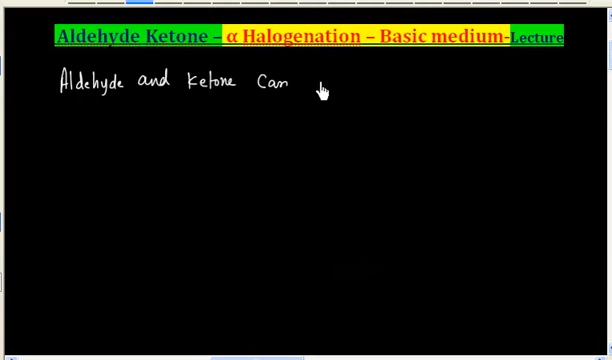 Aldehyde Ketone – α Halogenation – Basic medium-Lecture
Aldehyde and Ketone Can